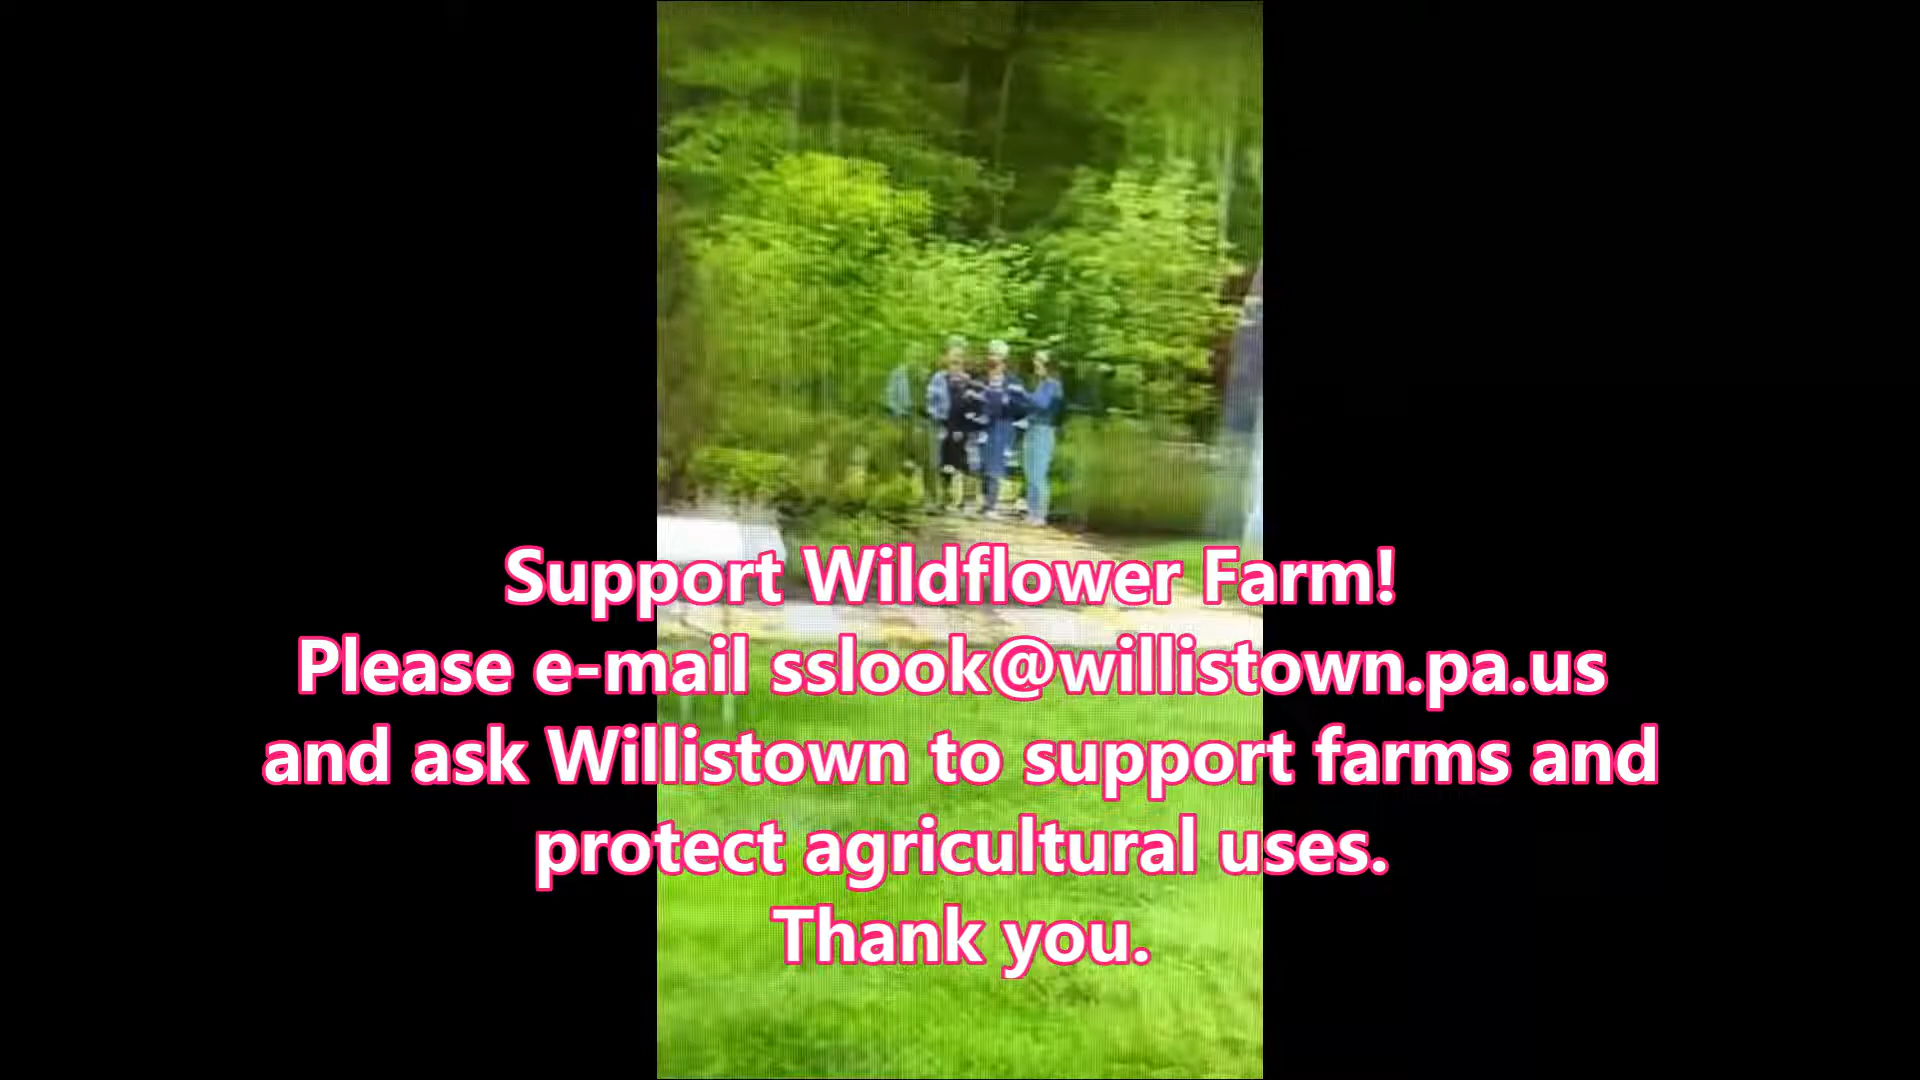 Support Wildflower Farm!
Please e-mail sslook@willistown.pa.us
and ask Willistown to support farms and
protect agricultural uses.
Thank you.